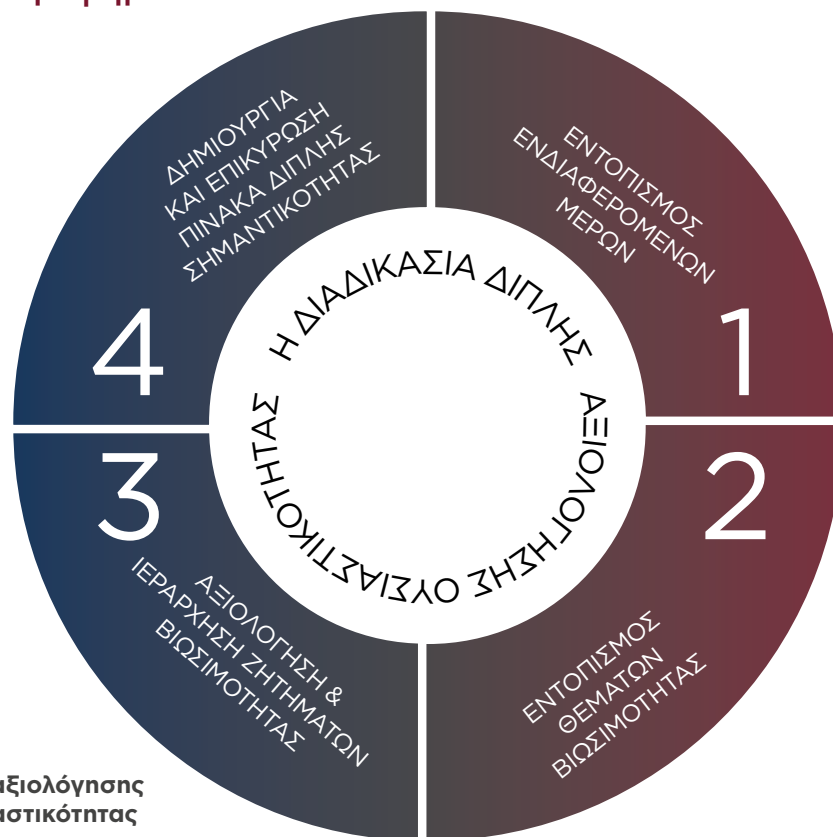 Η ΔΙΑΔΙΚΑΣΙΑ ΔΙΠΛΗΣ ΑΞΙΟΛΟΓΗΣΗΣ ΟΥΣΙΑΣΤΙΚΟΤΗΤΑΣ
ΕΝΤΟΠΙΣΜΟΣ
ΕΝΔΙΑΦΕΡΟΜΕΝΩΝ
ΜΕΡΩΝ
1
2
ΕΝΤΟΠΙΣΜΟΣ
ΘΕΜΑΤΩΝ
ΒΙΩΣΙΜΟΤΗΤΑΣ
3
ΑΞΙΟΛΟΓΗΣΗ &
ΙΕΡΑΡΧΗΣΗ ΖΗΤΗΜΑΤΩΝ
ΒΙΩΣΙΜΟΤΗΤΑΣ
ΔΗΜΙΟΥΡΓΙΑ
ΚΑΙ ΕΠΙΚΥΡΩΣΗ
ΠΙΝΑΚΑ ΔΙΠΛΗΣ
ΣΗΜΑΝΤΙΚΟΤΗΤΑΣ
4
αξιολόγησης
αστικότητας